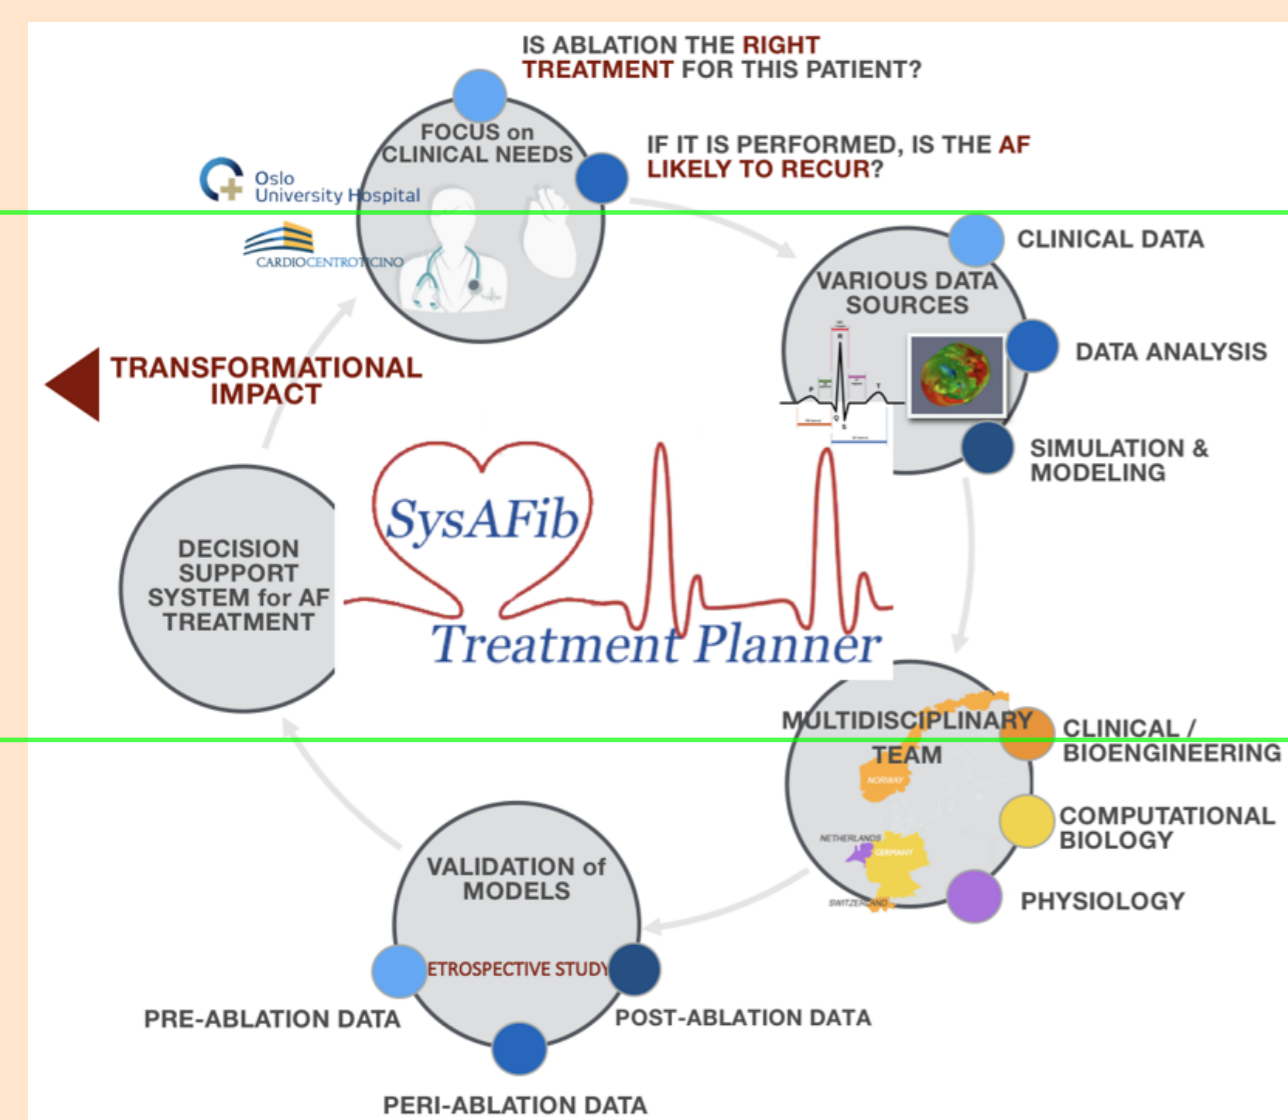 IS ABLATION THE RIGHT
TREATMENT FOR THIS PATIENT?
FOCUS on
CLINICAL NEEDS
IF IT IS PERFORMED, IS THE AF
LIKELY TO RECUR?
Oslo
University Hospital
CARDIOCENTROTICINO
CLINICAL DATA
VARIOUS DATA
SOURCES
DATA ANALYSIS
R
P
T
Q
S
SIMULATION &
MODELING
TRANSFORMATIONAL
IMPACT
SysAFib
Treatment Planner
DECISION
SUPPORT
SYSTEM for AF
TREATMENT
MULTIDISCIPLINARY
TEAM
NORWAY
NETHERLANDS
GERMANY
SWITZERLAND
CLINICAL /
BIOENGINEERING
COMPUTATIONAL
BIOLOGY
PHYSIOLOGY
VALIDATION of
MODELS
ETROSPECTIVE STUDY
PRE-ABLATION DATA
POST-ABLATION DATA
PERI-ABLATION DATA